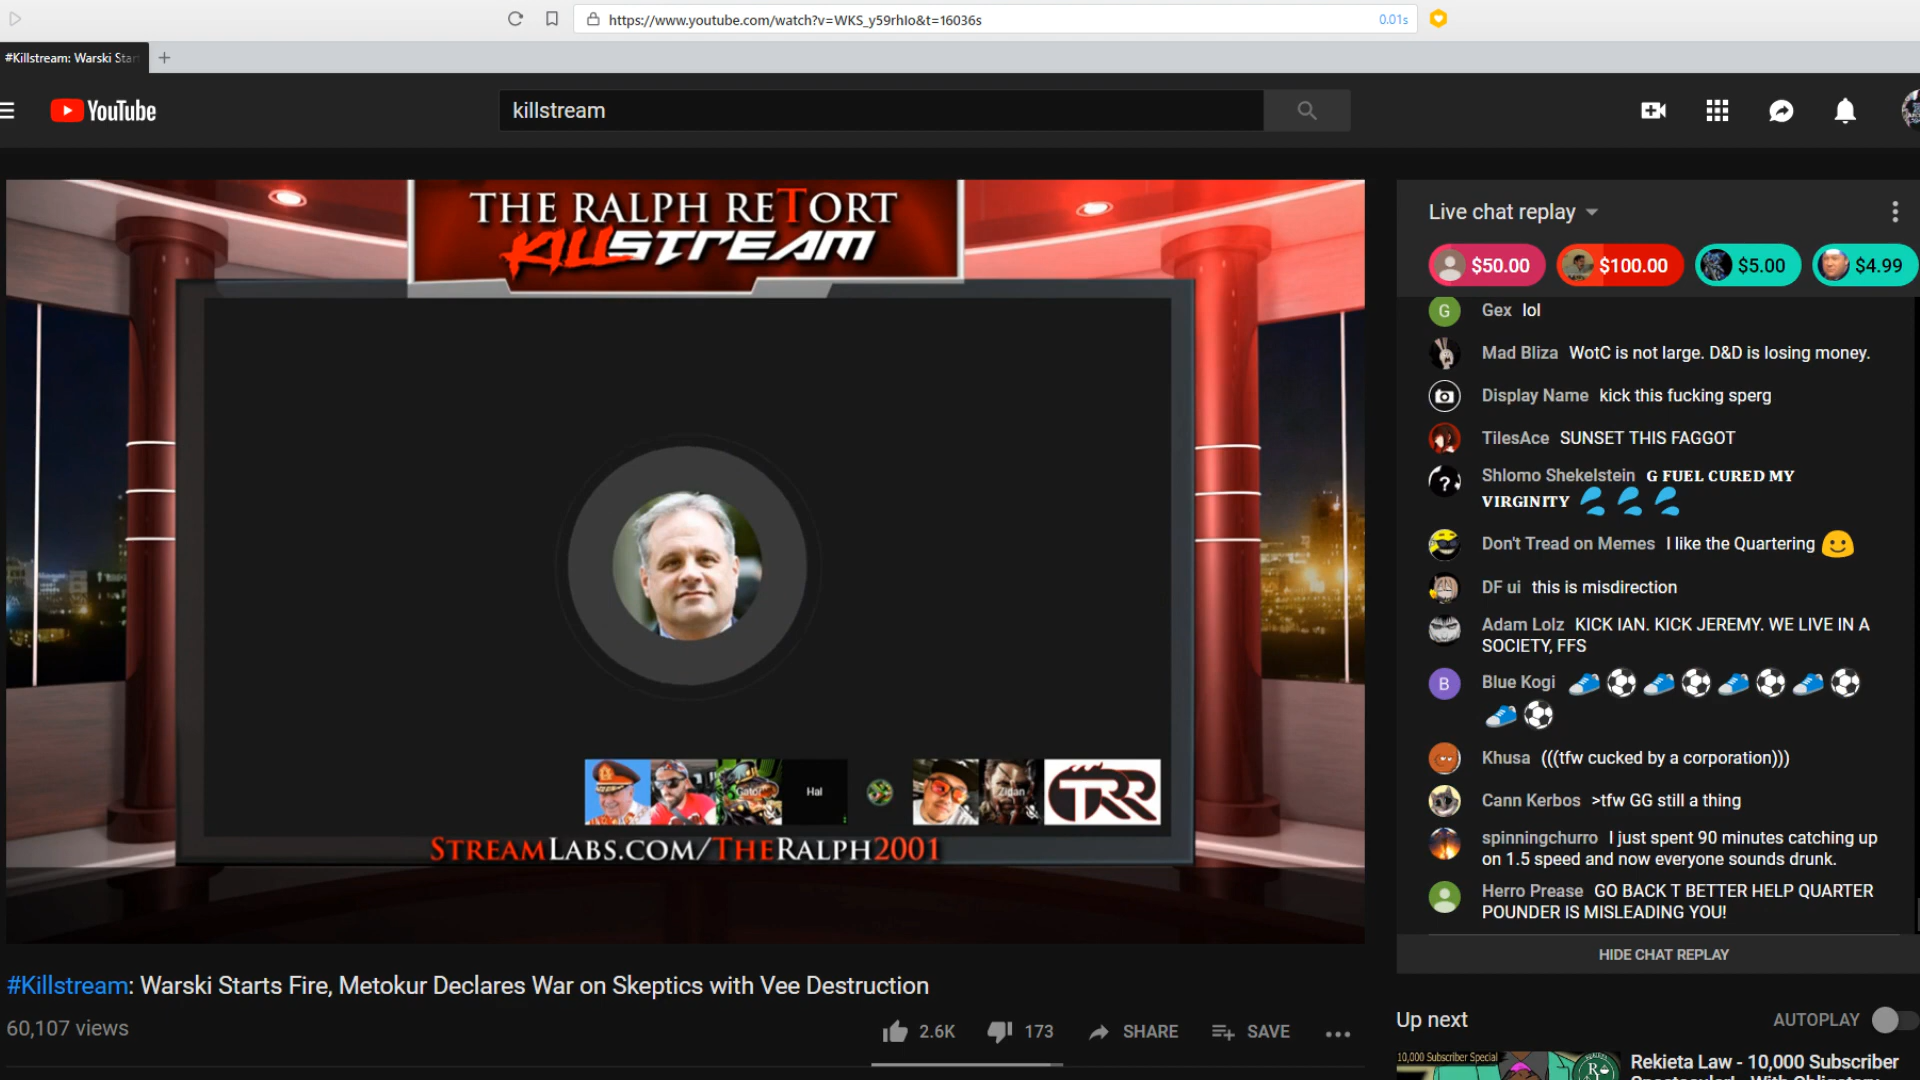 https://www.youtube.com/watch?v=WKS_y59rhIo&t=16036s
0.01s
#Killstream: Warski Star
YouTube
killstream
THE RALPH RETORT
KILLSTREAM
Gator
Hal
Zidan
TRR
STREAMLABS.COM/THERALPH2001
#Killstream: Warski Starts Fire, Metokur Declares War on Skeptics with Vee Destruction
60,107 views
2.6K
173
SHARE
SAVE
Live chat replay
$50.00
$100.00
$5.00
$4.99
G
Gex lol
Mad Bliza WotC is not large. D&D is losing money.
Display Name kick this fucking sperg
TilesAce SUNSET THIS FAGGOT
Shlomo Shekelstein G FUEL CURED MY
VIRGINITY
Don't Tread on Memes I like the Quartering
DF ui this is misdirection
Adam Lolz KICK IAN. KICK JEREMY. WE LIVE IN A
SOCIETY, FFS
B
Blue Kogi
Khusa (((tfw cucked by a corporation)))
Cann Kerbos >tfw GG still a thing
spinningchurro I just spent 90 minutes catching up
on 1.5 speed and now everyone sounds drunk.
Herro Prease GO BACK T BETTER HELP QUARTER
POUNDER IS MISLEADING YOU!
HIDE CHAT REPLAY
Up next
AUTOPLAY
10,000 Subscriber Special
Rekieta Law - 10,000 Subscriber